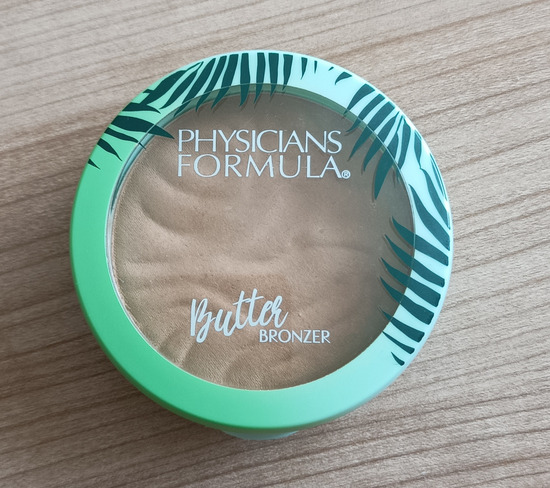 PHYSICIANS
FORMULA®
Butter
BRONZER